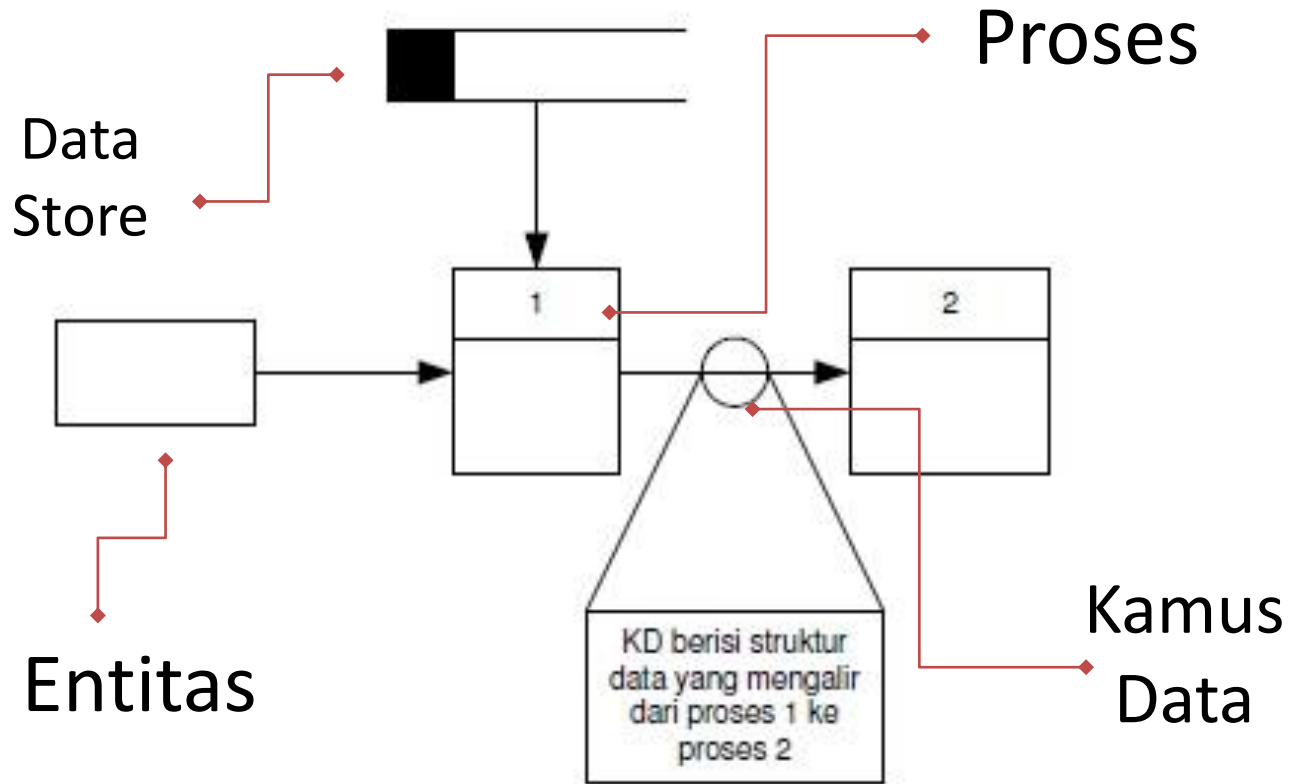 Proses
Data
Store
1
2
Entitas
KD berisi struktur
data yang mengalir
dari proses 1 ke
proses 2
Kamus
Data